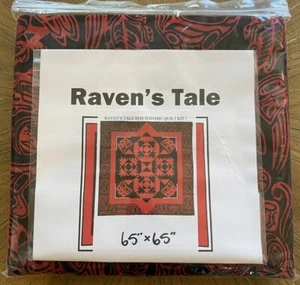 Raven's Tale
RAVEN'S TALE RED TOTEMIC QUILT KIT
65" x 65"